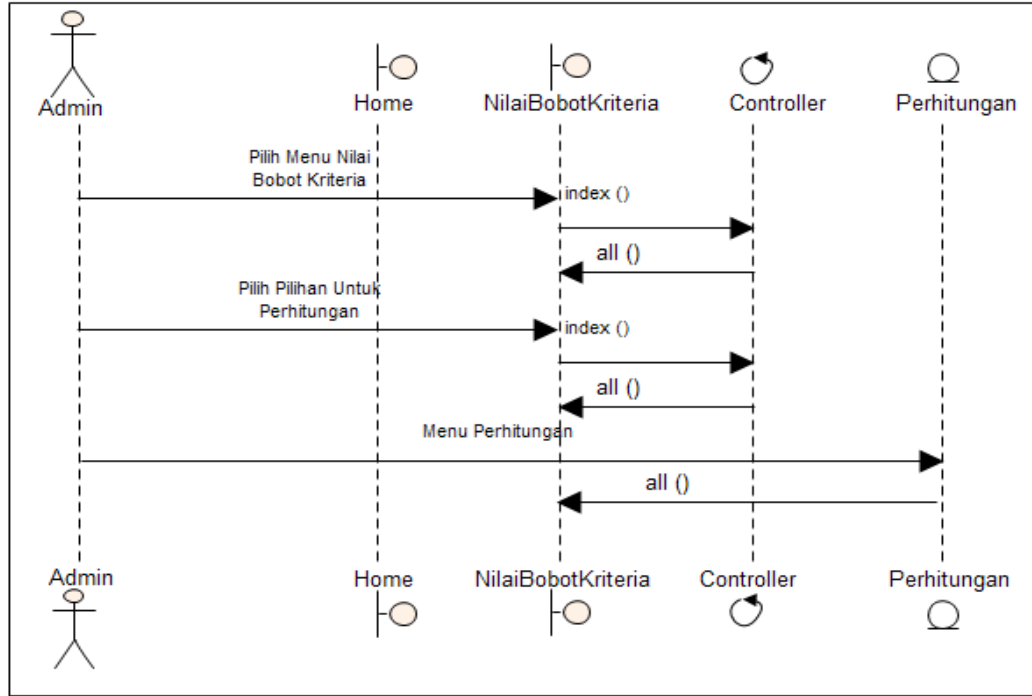 Admin
Home
NilaiBobotKriteria
Controller
Perhitungan
Pilih Menu Nilai
Bobot Kriteria
index ()
all ()
Pilih Pilihan Untuk
Perhitungan
index ()
all ()
Menu Perhitungan
all ()
Admin
Home
NilaiBobotKriteria
Controller
Perhitungan